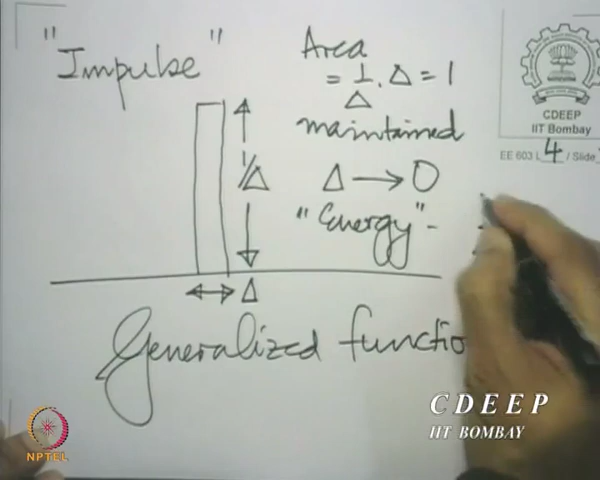 "Impulse"
Area
= 1/Δ . Δ = 1
maintained
1/Δ
Δ → 0
"Energy" -
Δ
Generalized functio
CDEEP
IIT Bombay
EE 603 L 4 / Slide
CDEEP
IIT BOMBAY
NPTEL